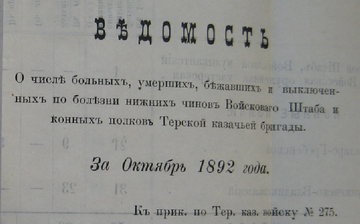 ВѢДОМОСТЬ
О числѣ больныхъ, умершихъ, бѣжавшихъ и выключен-
ныхъ по болѣзни нижнихъ чиновъ Войсковаго Штаба и
конныхъ полковъ Терской казачьей бригады.
За Октябрь 1892 года.
Къ прик. по Тер. каз. войску № 275.